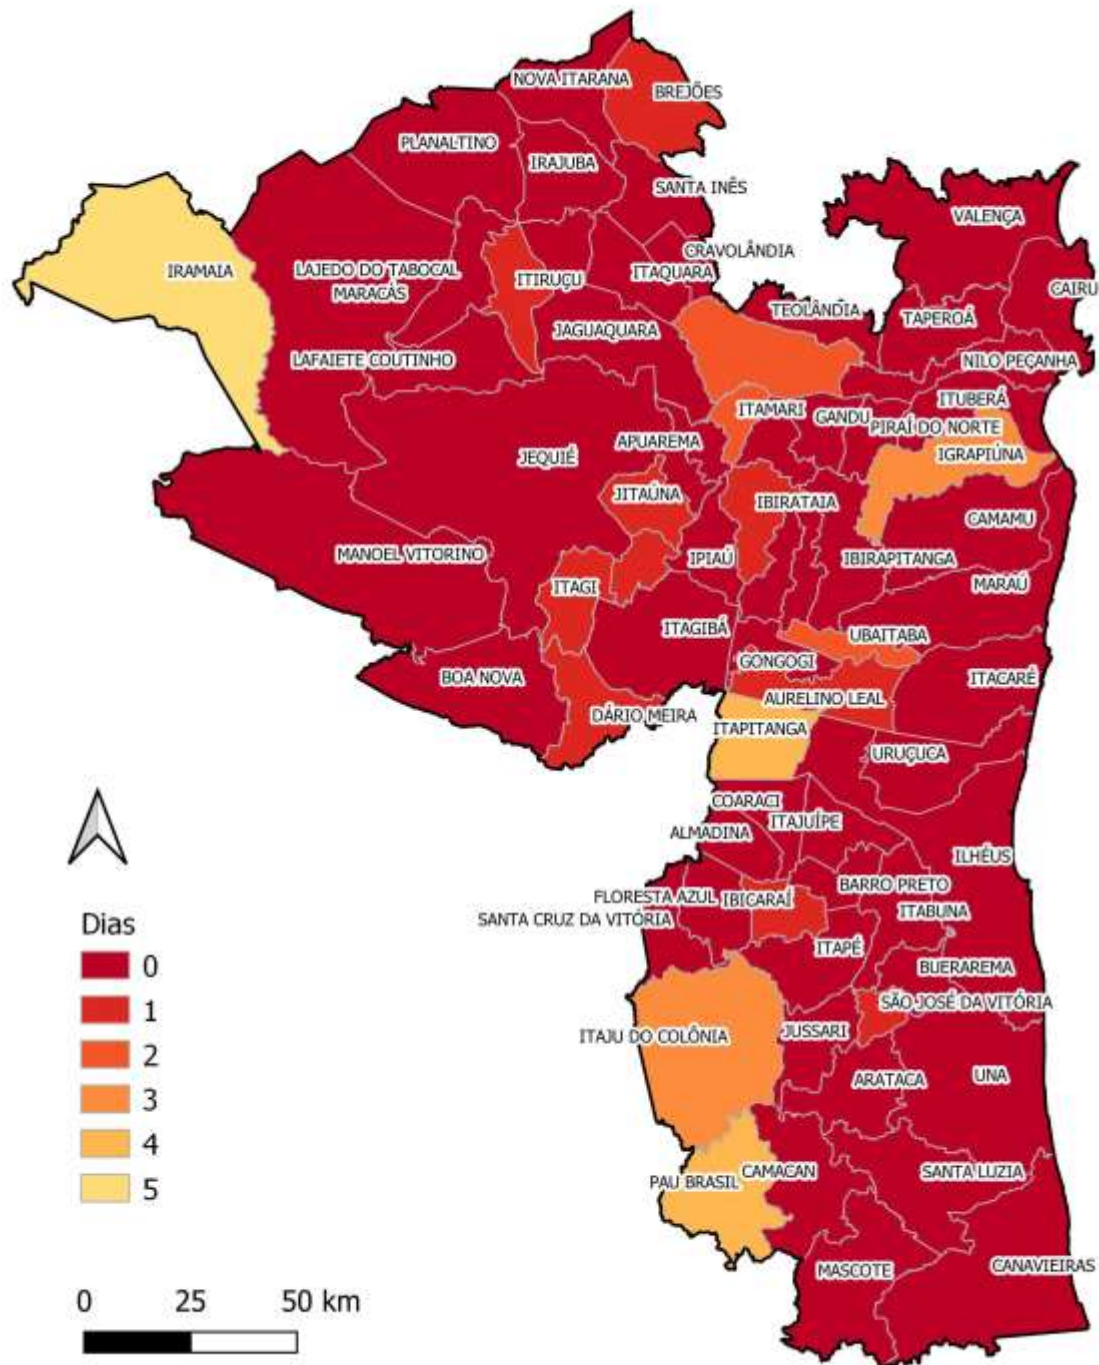 NOVA ITARANA
BREJÕES
PLANALTINO
IRAJUBA
SANTA INÊS
VALENÇA
CRAVOLÂNDIA
IRAMAIA
LAJEDO DO TABOCAL
ITIRUÇU
ITAQUARA
CAIRU
MARACÁS
TEOLÂNDIA
TAPEROÁ
JAGUAQUARA
LAFAIETE COUTINHO
NILO PEÇANHA
ITUBERÁ
ITAMARI
GANDU
PIRAÍ DO NORTE
APUAREMA
JEQUIÉ
IGRAPIÚNA
JITAÚNA
IBIRATAIA
CAMAMU
MANOEL VITORINO
IPIAÚ
IBIRAPITANGA
ITAGI
MARAÚ
ITAGIBÁ
UBAITABA
GONGOGI
BOA NOVA
ITACARÉ
AURELINO LEAL
DÁRIO MEIRA
ITAPITANGA
URUÇUCA
COARACI
ITAJUÍPE
ALMADINA
ILHÉUS
BARRO PRETO
FLORESTA AZUL
IBICARAÍ
ITABUNA
SANTA CRUZ DA VITÓRIA
ITAPÉ
BUERAREMA
SÃO JOSÉ DA VITÓRIA
ITAJU DO COLÔNIA
JUSSARI
ARATACA
UNA
CAMACAN
SANTA LUZIA
PAU BRASIL
MASCOTE
CANAVIEIRAS
Dias
0
1
2
3
4
5
0 25 50 km